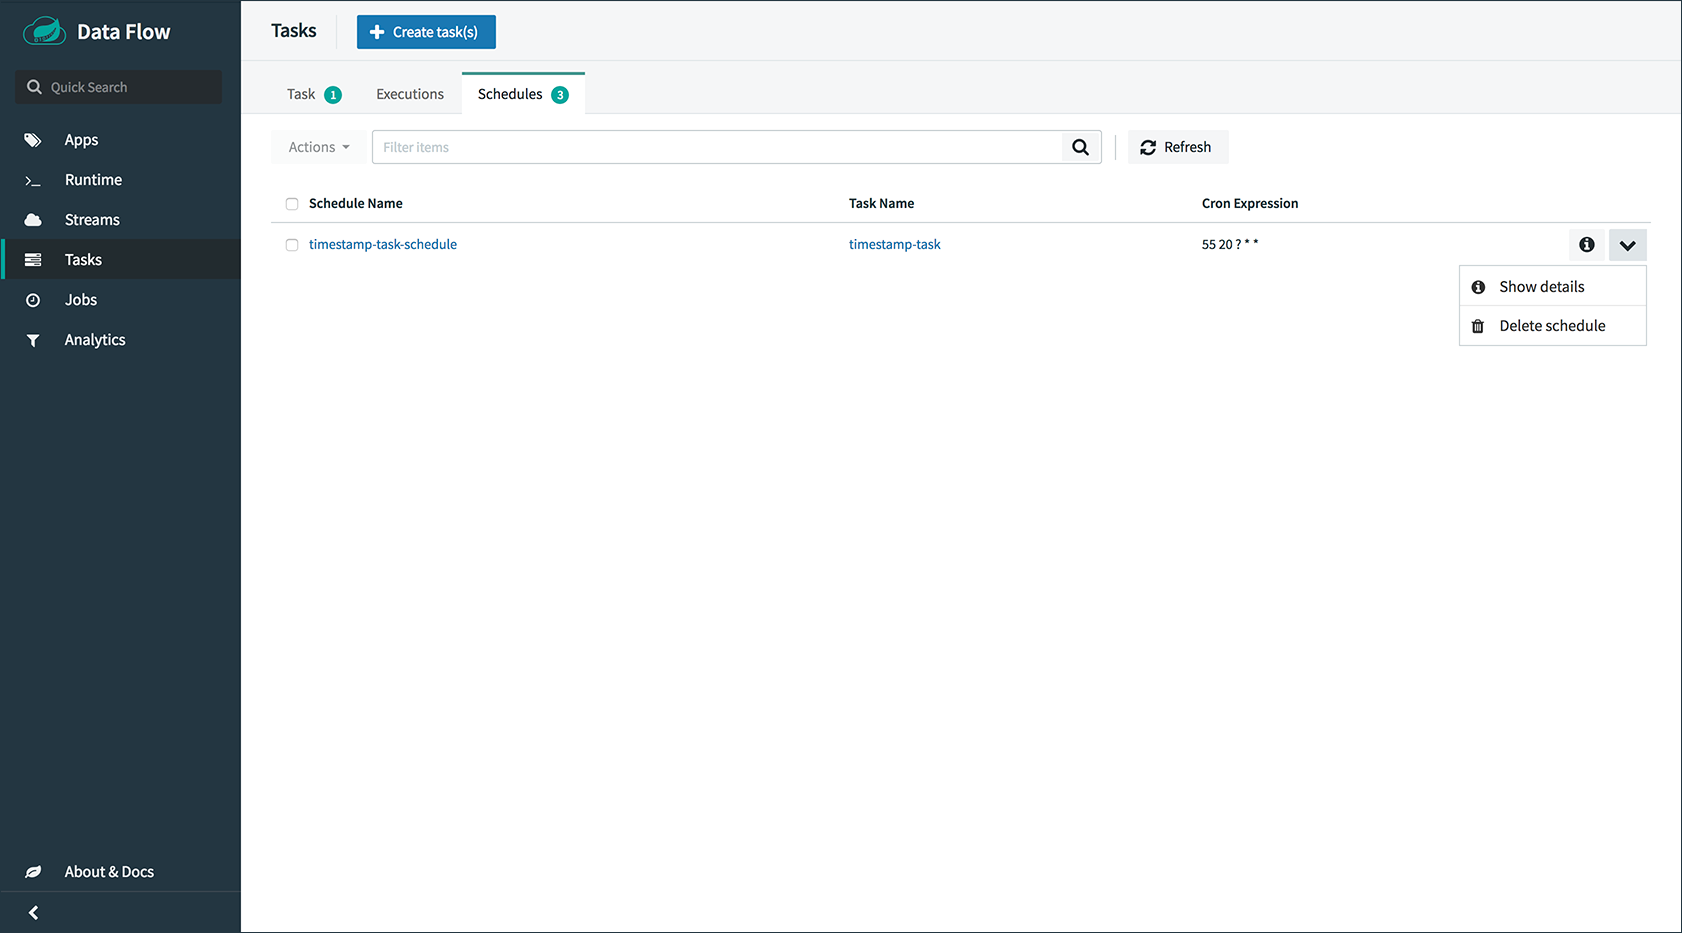 Data Flow
Quick Search
Apps
Runtime
Streams
Tasks
Jobs
Analytics
About & Docs
Tasks
Create task(s)
Task 1
Executions
Schedules 3
Actions
Filter items
Refresh
Schedule Name Task Name Cron Expression
timestamp-task-schedule timestamp-task 55 20 ? * *
Show details
Delete schedule